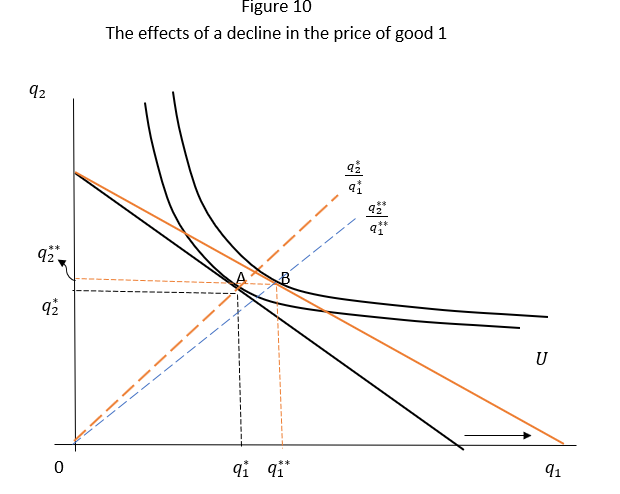 Figure 10
The effects of a decline in the price of good 1
q₂
q₂*
q₁*
q₂**
q₁**
q₂**
A
B
q₂*
U
0
q₁*
q₁**
q₁